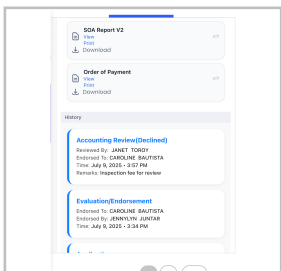 SOA Report V2
View
Print
Download
Order of Payment
View
Print
Download
History
Accounting Review(Declined)
Reviewed By: JANET TOROY
Endorsed To: CAROLINE BAUTISTA
Time: July 9, 2025 • 3:57 PM
Remarks: Inspection fee for review
Evaluation/Endorsement
Endorsed To: CAROLINE BAUTISTA
Endorsed By: JENNYLYN JUNTAR
Time: July 9, 2025 • 3:34 PM